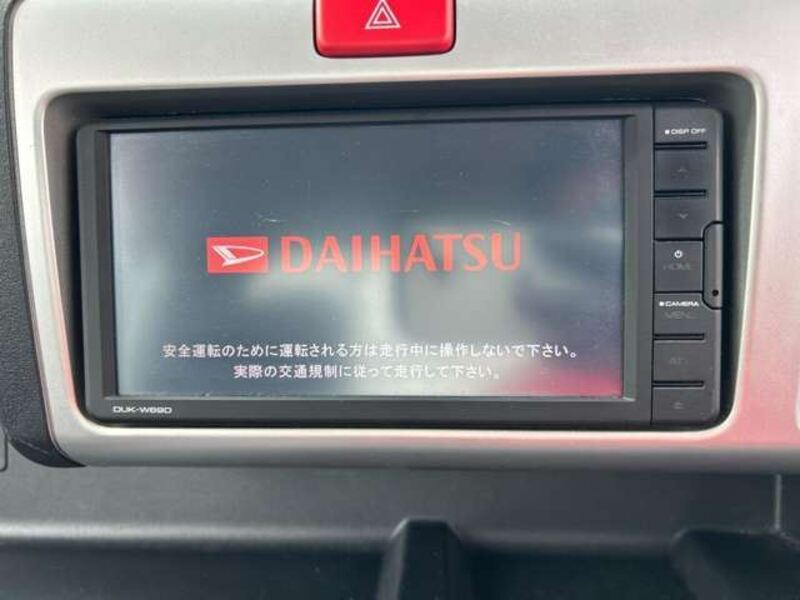 DISP OFF
DAIHATSU
HOME
CAMERA
MENU
安全運転のために運転される方は走行中に操作しないで下さい。
実際の交通規制に従って走行して下さい。
DUK-W69D